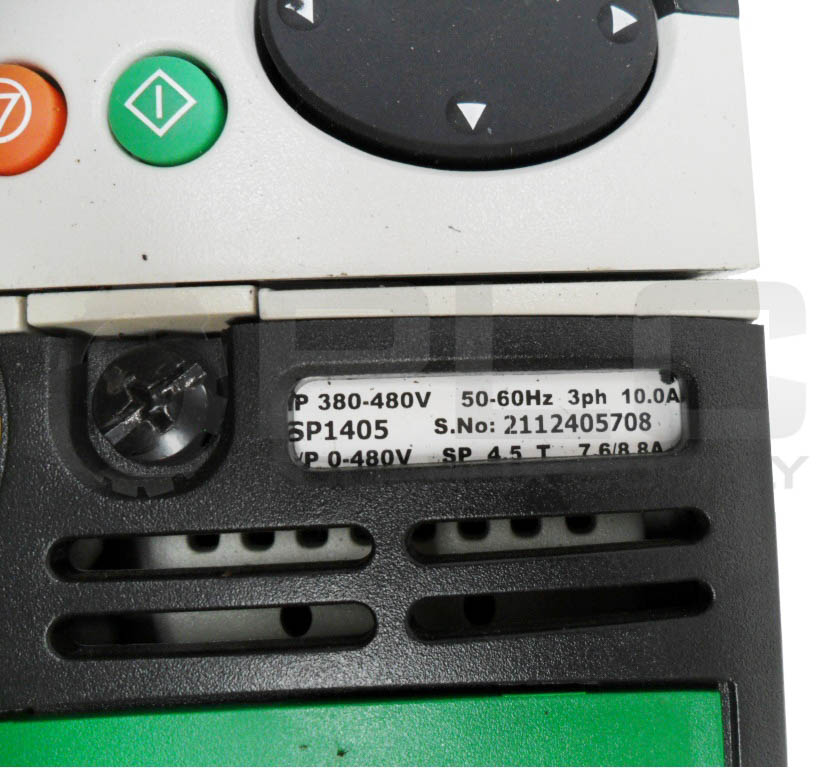 /P 380-480V 50-60Hz 3ph 10.0A
SP1405 S.No: 2112405708
/P 0-480V SP 4.5 T 7.6/8.8A
PLC